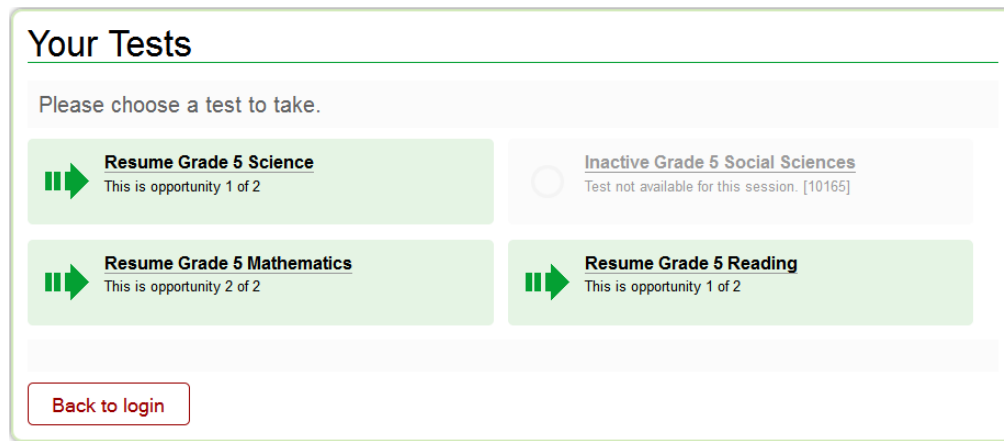 Your Tests
Please choose a test to take.
Resume Grade 5 Science
This is opportunity 1 of 2
Inactive Grade 5 Social Sciences
Test not available for this session. [10165]
Resume Grade 5 Mathematics
This is opportunity 2 of 2
Resume Grade 5 Reading
This is opportunity 1 of 2
Back to login